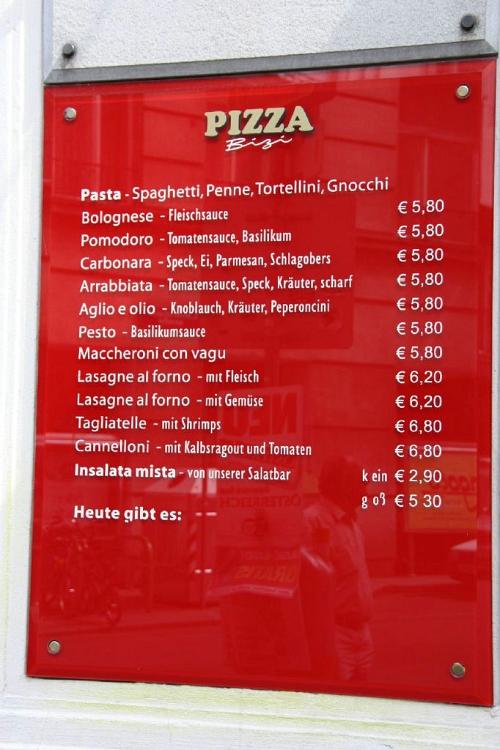 PIZZA
Bizi
Pasta - Spaghetti, Penne, Tortellini, Gnocchi
Bolognese - Fleischsauce € 5,80
Pomodoro - Tomatensauce, Basilikum € 5,80
Carbonara - Speck, Ei, Parmesan, Schlagobers € 5,80
Arrabbiata - Tomatensauce, Speck, Kräuter, scharf € 5,80
Aglio e olio - Knoblauch, Kräuter, Peperoncini € 5,80
Pesto - Basilikumsauce € 5,80
Maccheroni con vagu € 5,80
Lasagne al forno - mit Fleisch € 6,20
Lasagne al forno - mit Gemüse € 6,20
Tagliatelle - mit Shrimps € 6,80
Cannelloni - mit Kalbsragout und Tomaten € 6,80
Insalata mista - von unserer Salatbar k ein € 2,90
g oß € 5 30
Heute gibt es:
NEU
ÖSTERREICH
GRATIS